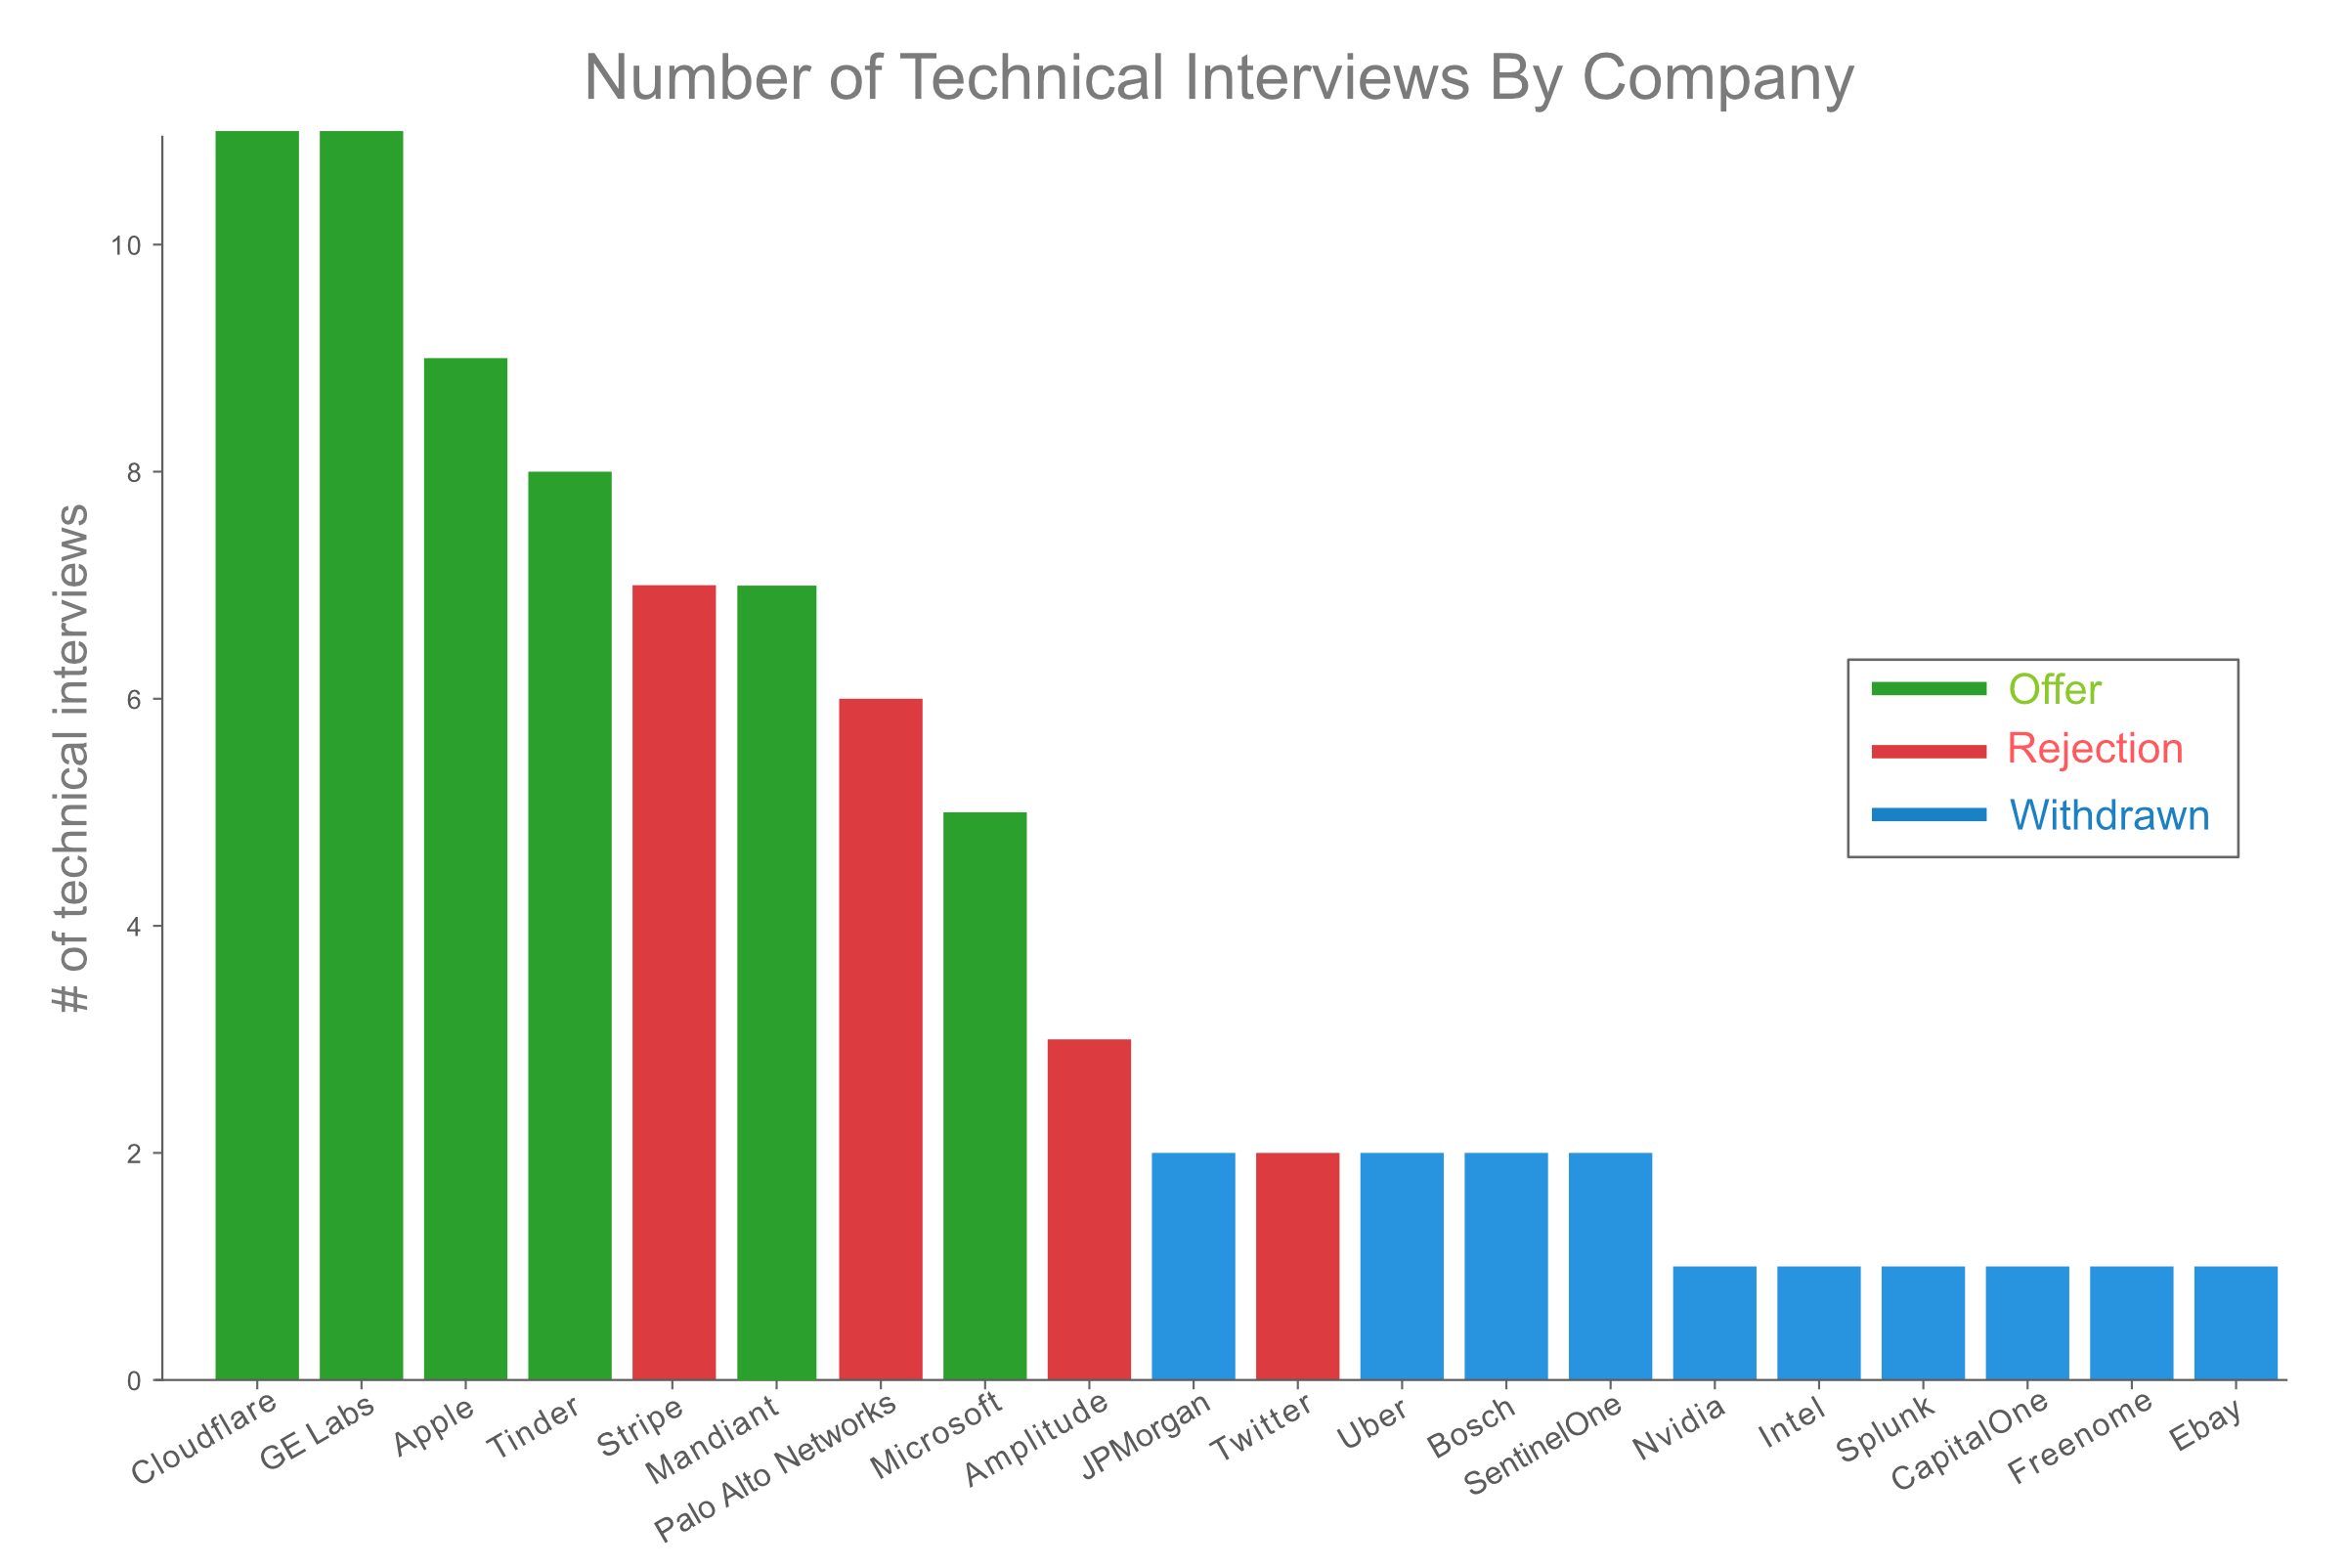 Number of Technical Interviews By Company
# of technical interviews
10
8
6
4
2
0
Offer
Rejection
Withdrawn
Cloudflare
GE Labs
Apple
Tinder
Stripe
Mandiant
Palo Alto Networks
Microsoft
Amplitude
JPMorgan
Twitter
Uber
Bosch
SentinelOne
Nvidia
Intel
Splunk
CapitalOne
Freenome
Ebay